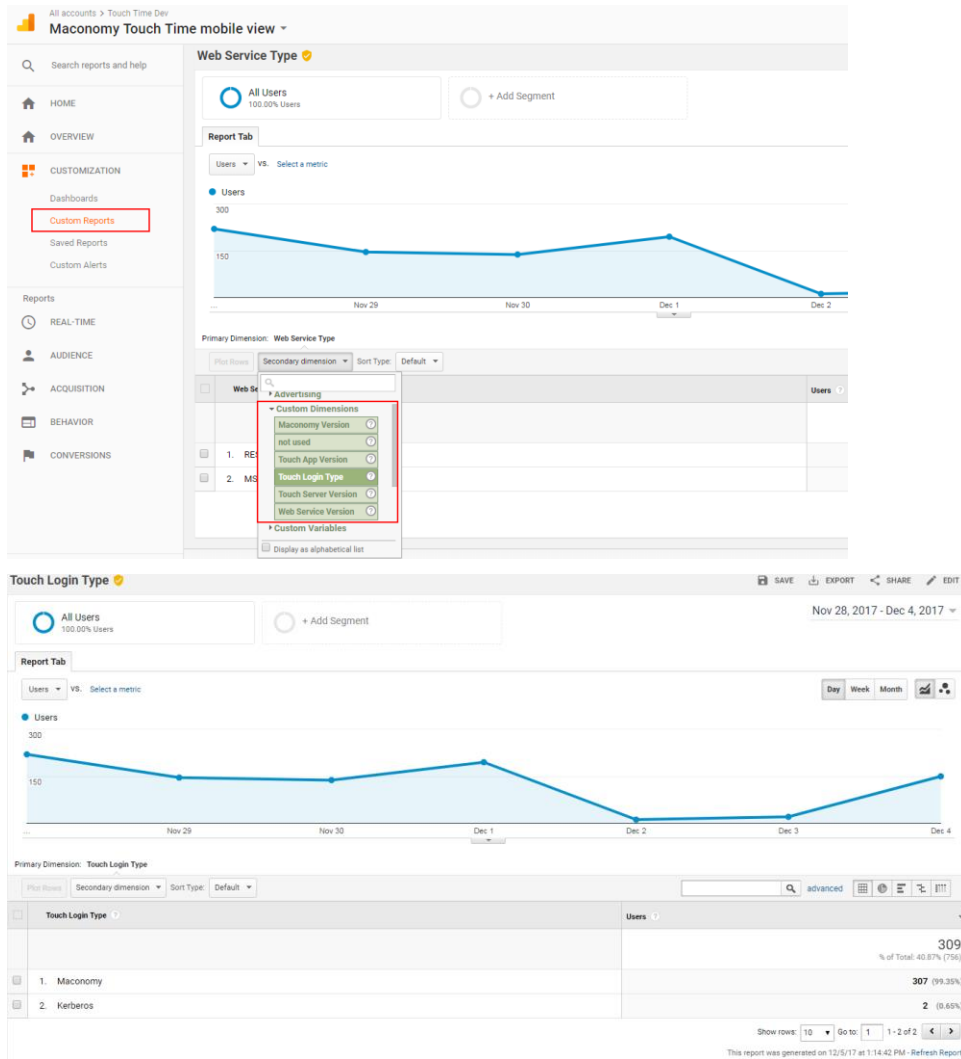 All accounts > Touch Time Dev
Maconomy Touch Time mobile view
Search reports and help
HOME
OVERVIEW
CUSTOMIZATION
Dashboards
Custom Reports
Saved Reports
Custom Alerts
Reports
REAL-TIME
AUDIENCE
ACQUISITION
BEHAVIOR
CONVERSIONS
Web Service Type
All Users
100.00% Users
+ Add Segment
Report Tab
Users VS. Select a metric
Users
300
150
... Nov 29 Nov 30 Dec 1 Dec 2
Primary Dimension: Web Service Type
Plot Rows Secondary dimension Sort Type: Default
Web Se Users
Advertising
Custom Dimensions
Maconomy Version
not used
Touch App Version
Touch Login Type
Touch Server Version
Web Service Version
Custom Variables
Display as alphabetical list
1. RES
2. MS
Touch Login Type
SAVE EXPORT SHARE EDIT
All Users
100.00% Users
+ Add Segment
Nov 28, 2017 - Dec 4, 2017
Report Tab
Users VS. Select a metric
Day Week Month
Users
300
150
... Nov 29 Nov 30 Dec 1 Dec 2 Dec 3 Dec 4
Primary Dimension: Touch Login Type
Plot Rows Secondary dimension Sort Type: Default
advanced
Touch Login Type Users
309
% of Total: 40.87% (756)
1. Maconomy 307 (99.35%)
2. Kerberos 2 (0.65%)
Show rows: 10 Go to: 1 1 - 2 of 2
This report was generated on 12/5/17 at 1:14:42 PM - Refresh Report